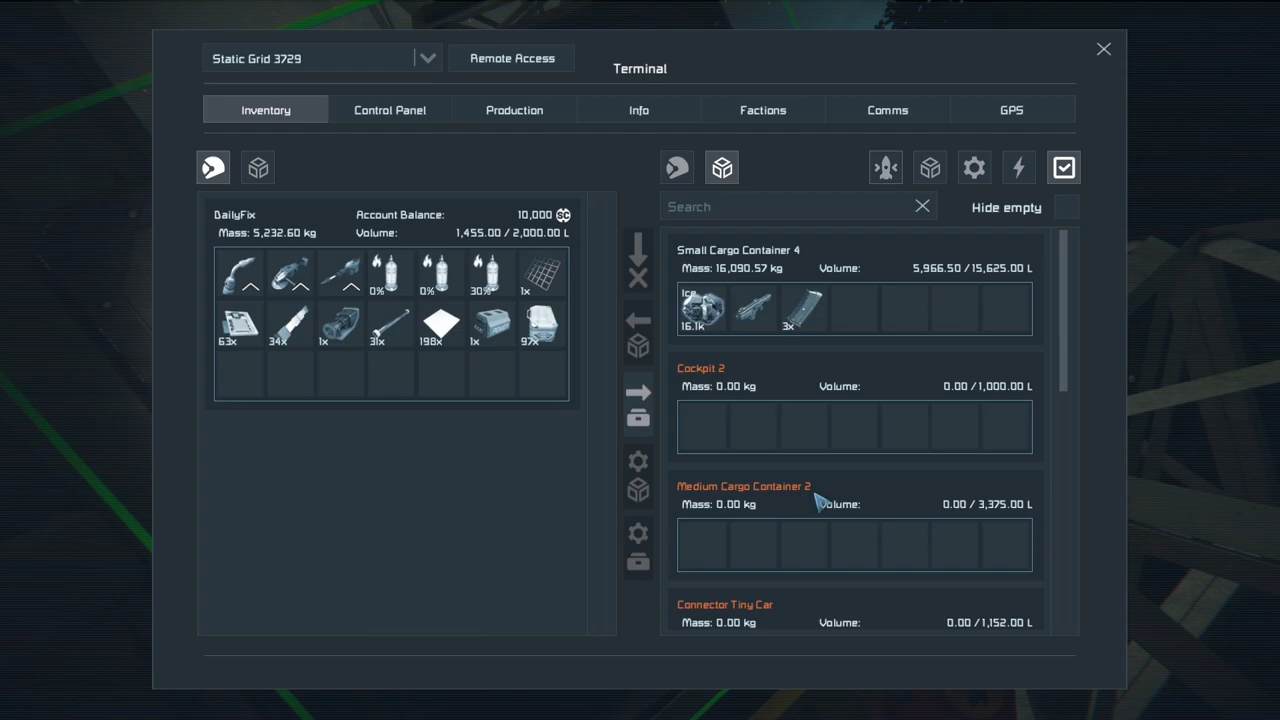 Static Grid 3729
Remote Access
Terminal
Inventory
Control Panel
Production
Info
Factions
Comms
GPS
Search
Hide empty
DailyFix
Account Balance:
10,000 SC
Mass: 5,232.60 kg
Volume:
1,455.00 / 2,000.00 L
0%
0%
30%
1x
63x
34x
1x
31x
198x
1x
97x
Small Cargo Container 4
Mass: 16,090.57 kg
Volume:
5,966.50 / 15,625.00 L
Ice
16.1k
3x
Cockpit 2
Mass: 0.00 kg
Volume:
0.00 / 1,000.00 L
Medium Cargo Container 2
Mass: 0.00 kg
Volume:
0.00 / 3,375.00 L
Connector Tiny Car
Mass: 0.00 kg
Volume:
0.00 / 1,152.00 L